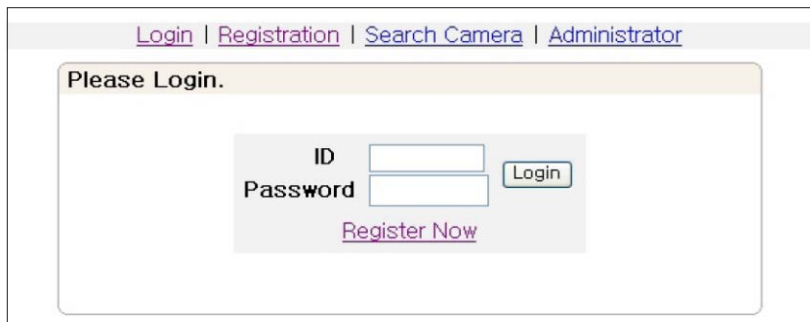 Login | Registration | Search Camera | Administrator
Please Login.
ID
Password
Login
Register Now